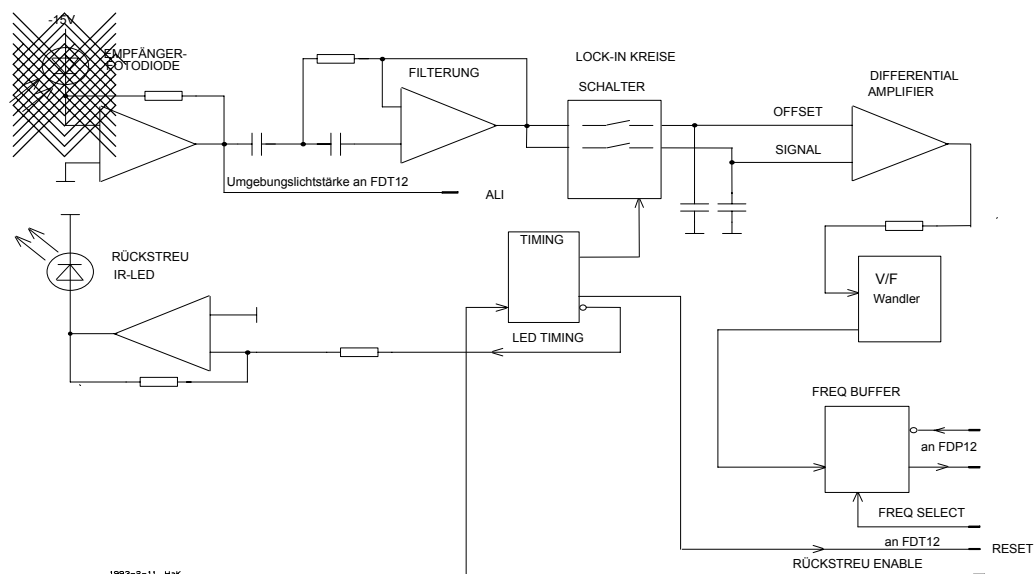 -15V
EMPFÄNGER-
FOTODIODE
FILTERUNG
LOCK-IN KREISE
SCHALTER
DIFFERENTIAL
AMPLIFIER
OFFSET
SIGNAL
Umgebungslichtstärke an FDT12
ALI
RÜCKSTREU
IR-LED
TIMING
LED TIMING
V/F
Wandler
FREQ BUFFER
an FDP12
FREQ SELECT
an FDT12
RESET
RÜCKSTREU ENABLE